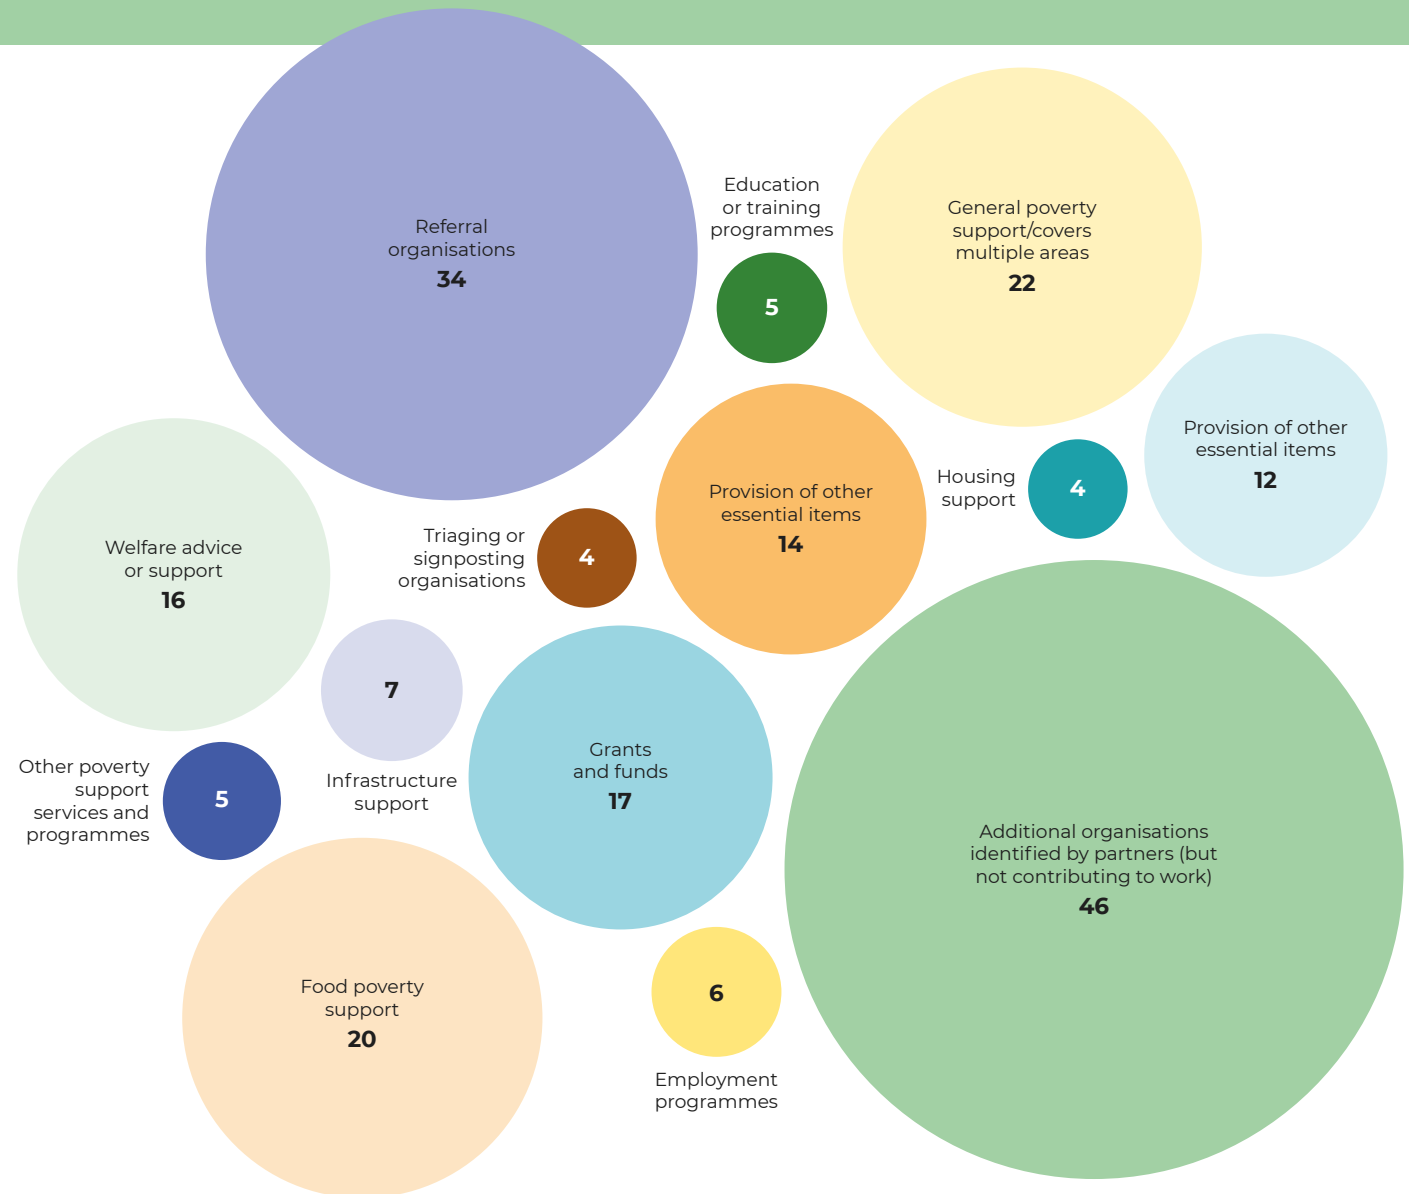 Referral
organisations
34
Education
or training
programmes
5
General poverty
support/covers
multiple areas
22
Provision of other
essential items
12
Housing
support
4
Provision of other
essential items
14
Triaging or
signposting
organisations
4
Welfare advice
or support
16
7
Infrastructure
support
Other poverty
support
services and
programmes
5
Grants
and funds
17
Additional organisations
identified by partners (but
not contributing to work)
46
Food poverty
support
20
6
Employment
programmes